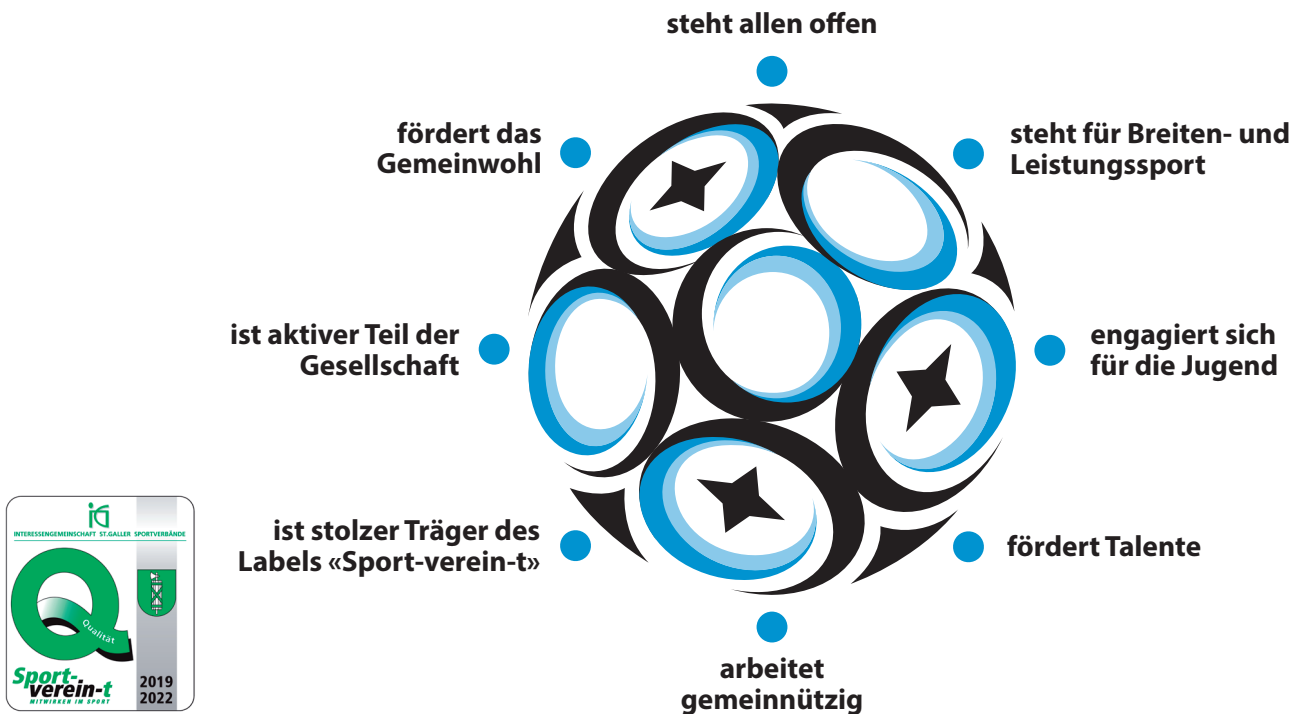 steht allen offen
fördert das
Gemeinwohl
steht für Breiten- und
Leistungssport
ist aktiver Teil der
Gesellschaft
engagiert sich
für die Jugend
ist stolzer Träger des
Labels «Sport-verein-t»
fördert Talente
arbeitet
gemeinnützig
iG
INTERESSENGEMEINSCHAFT ST.GALLER SPORTVERBÄNDE
Q
Qualität
Sport-
verein-t
MITWIRKEN IM SPORT
2019
2022